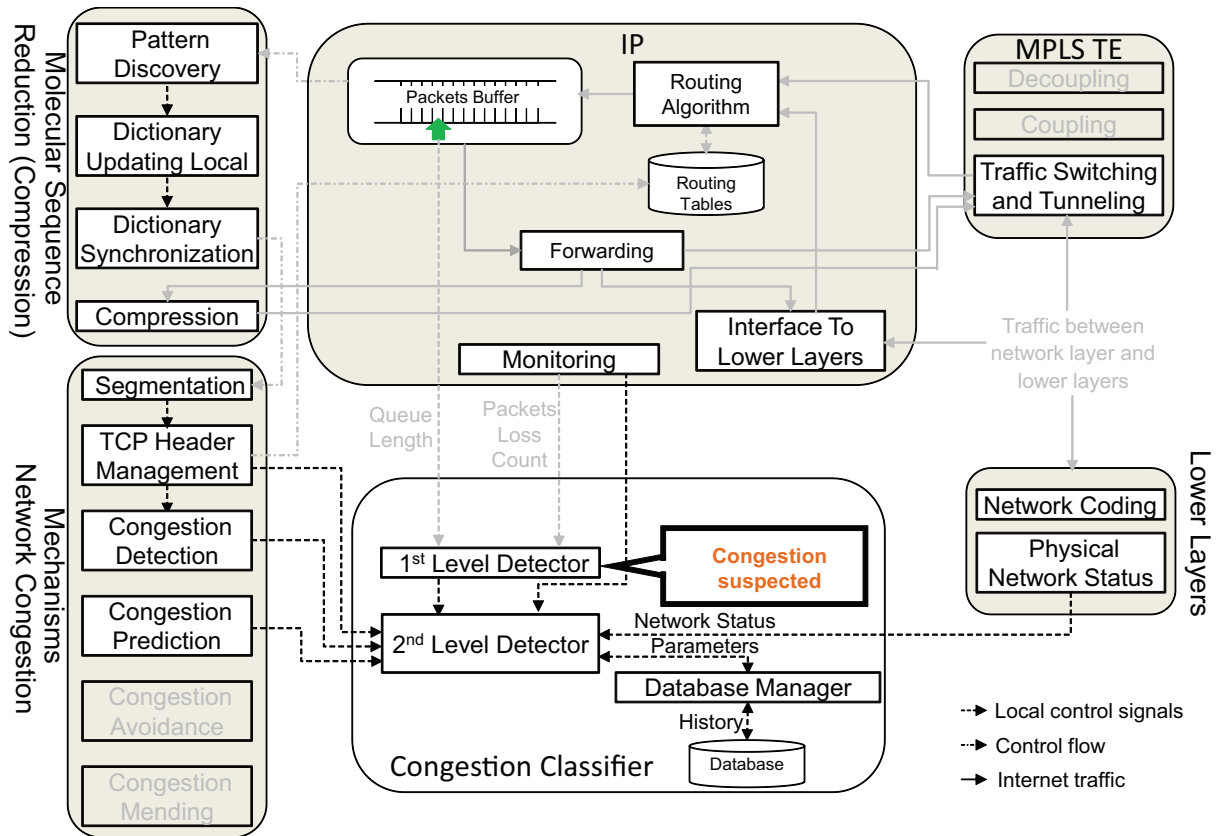 Molecular Sequence
Reduction (Compression)
Pattern
Discovery
Dictionary
Updating Local
Dictionary
Synchronization
Compression
IP
Packets Buffer
Routing
Algorithm
Routing
Tables
Forwarding
Interface To
Lower Layers
Monitoring
MPLS TE
Decoupling
Coupling
Traffic Switching
and Tunneling
Traffic between
network layer and
lower layers
Mechanisms
Network Congestion
Segmentation
TCP Header
Management
Congestion
Detection
Congestion
Prediction
Congestion
Avoidance
Congestion
Mending
Queue
Length
Packets
Loss
Count
1st Level Detector
Congestion
suspected
2nd Level Detector
Network Status
Parameters
Database Manager
History
Database
Congestion Classifier
Lower Layers
Network Coding
Physical
Network Status
Local control signals
Control flow
Internet traffic